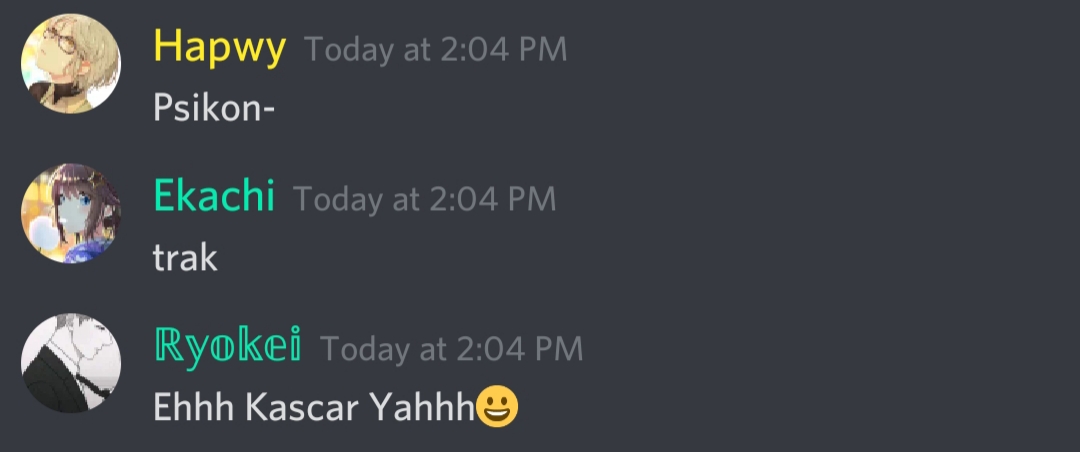 Hapwy Today at 2:04 PM
Psikon-
Ekachi Today at 2:04 PM
trak
ℝ𝕪𝕠𝕜𝕖𝕚 Today at 2:04 PM
Ehhh Kascar Yahhh😀